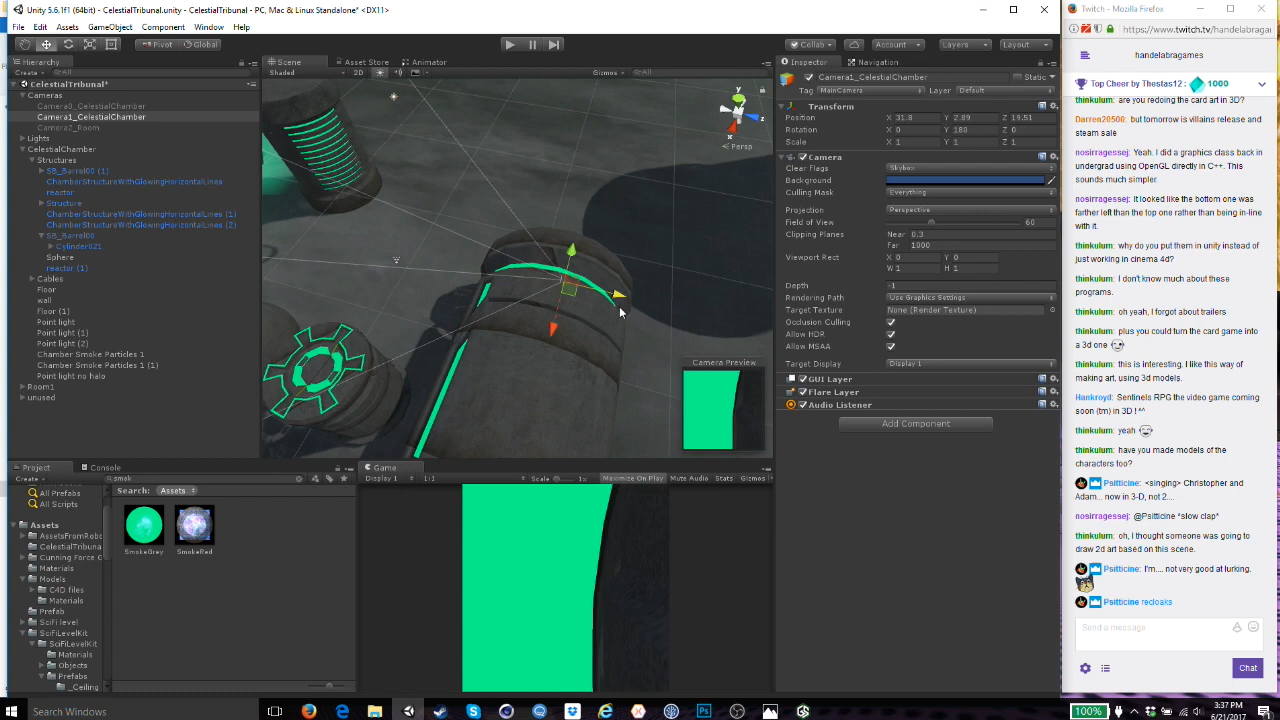 Unity 5.6.1f1 (64bit) - CelestialTribunal.unity - CelestialTribunal - PC, Mac & Linux Standalone* <DX11>
File Edit Assets GameObject Component Window Help
Pivot Global
Collab Account Layers Layout
Hierarchy
Create All
CelestialTribunal*
Cameras
Camera0_CelestialChamber
Camera1_CelestialChamber
Camera2_Room
Lights
CelestialChamber
Structures
SB_Barrel00 (1)
ChamberStructureWithGlowingHorizontalLines
reactor
Structure
ChamberStructureWithGlowingHorizontalLines (1)
ChamberStructureWithGlowingHorizontalLines (2)
SB_Barrel00
Cylinder021
Sphere
reactor (1)
Cables
Floor
wall
Floor (1)
Point light
Point light (1)
Point light (2)
Chamber Smoke Particles 1
Chamber Smoke Particles 1 (1)
Point light no halo
Room1
unused
Scene Asset Store Animator
Shaded 2D Gizmos All
y
x
z
Persp
Camera Preview
Inspector Navigation
Camera1_CelestialChamber Static
Tag MainCamera Layer Default
Transform
Position X 31.8 Y 2.89 Z 19.51
Rotation X 0 Y 180 Z 0
Scale X 1 Y 1 Z 1
Camera
Clear Flags Skybox
Background
Culling Mask Everything
Projection Perspective
Field of View 60
Clipping Planes Near 0.3
Far 1000
Viewport Rect X 0 Y 0
W 1 H 1
Depth -1
Rendering Path Use Graphics Settings
Target Texture None (Render Texture)
Occlusion Culling
Allow HDR
Allow MSAA
Target Display Display 1
GUI Layer
Flare Layer
Audio Listener
Add Component
Project Console
Create smok
All Prefabs
All Scripts
Assets
AssetsFromRobo
CelestialTribuna
Cunning Force G
Materials
Models
C4D files
Materials
Prefab
SciFi level
SciFiLevelKit
SciFiLevelKit
Materials
Objects
Prefabs
_Ceiling
Search: Assets
SmokeGrey SmokeRed
Game
Display 1 1:1 Scale 1x Maximize On Play Mute Audio Stats Gizmos
Twitch - Mozilla Firefox
https://www.twitch.tv/handelabragar
handelabragames
Top Cheer by Thestas12 : 1000
thinkulum: are you redoing the card art in 3D?
Darren20500: but tomorrow is villains release and
steam sale
nosirragessej: Yeah. I did a graphics class back in
undergrad using OpenGL directly in C++. This
sounds much simpler.
nosirragessej: It looked like the bottom one was
farther left than the top one rather than being in-line
with it.
thinkulum: why do you put them in unity instead of
just working in cinema 4d?
thinkulum: I don't know much about these
programs.
thinkulum: oh yeah, I forgot about trailers
thinkulum: plus you could turn the card game into
a 3d one
thinkulum: this is interesting. I like this way of
making art, using 3d models.
Hankroyd: Sentinels RPG the video game coming
soon (tm) in 3D ! ^^
thinkulum: yeah
thinkulum: have you made models of the
characters too?
Psitticine: <singing> Christopher and
Adam... now in 3-D, not 2....
nosirragessej: @Psitticine *slow clap*
thinkulum: oh, I thought someone was going to
draw 2d art based on this scene.
Psitticine: I'm.... not very good at lurking.
Psitticine recloaks
Send a message
Chat
Search Windows
100%
3:37 PM
6/21/2017